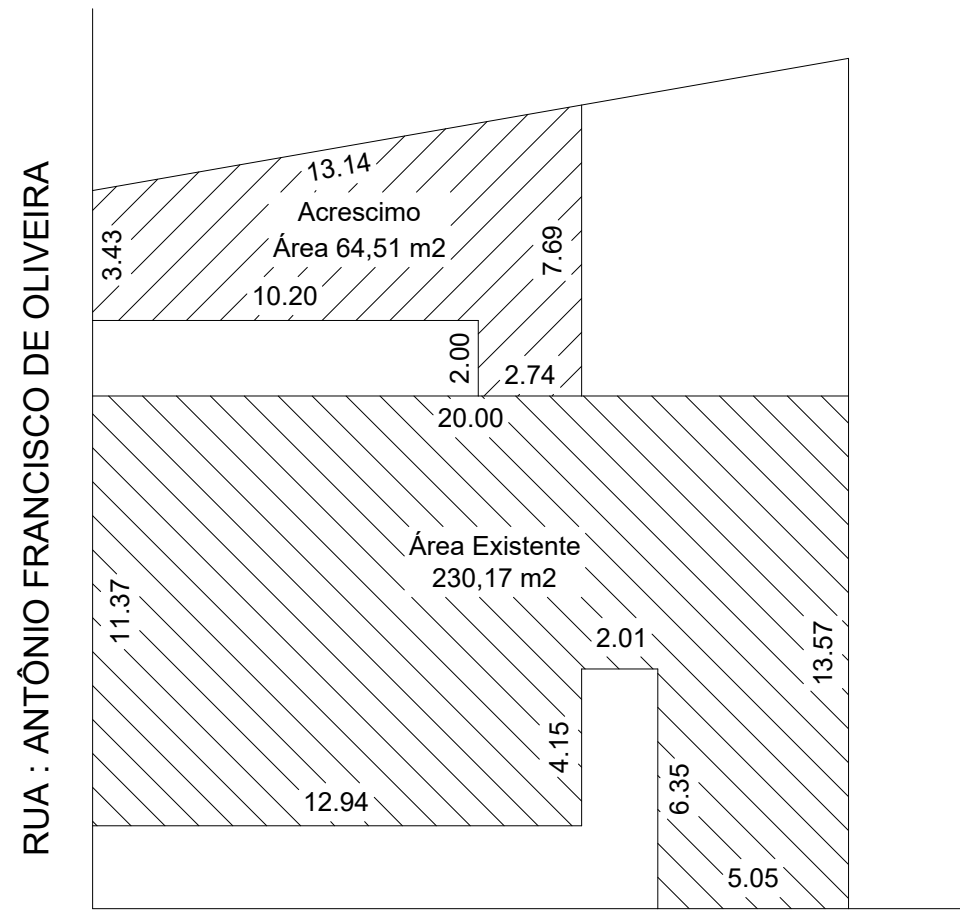 RUA : ANTÔNIO FRANCISCO DE OLIVEIRA
13.14
Acrescimo
Área 64,51 m2
3.43
7.69
10.20
2.00
2.74
20.00
Área Existente
230,17 m2
11.37
2.01
13.57
4.15
6.35
12.94
5.05